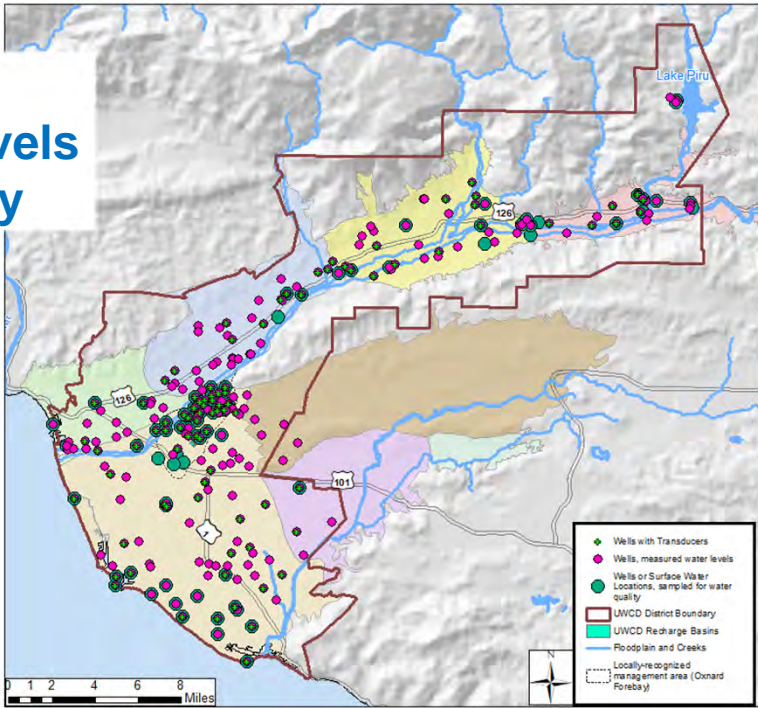 vels
y
Lake Piru
126
126
101
1
Wells with Transducers
Wells, measured water levels
Wells or Surface Water
Locations, sampled for water
quality
UWCD District Boundary
UWCD Recharge Basins
Floodplain and Creeks
Locally-recognized
management area (Oxnard
Forebay)
N
0 1 2 4 6 8
Miles